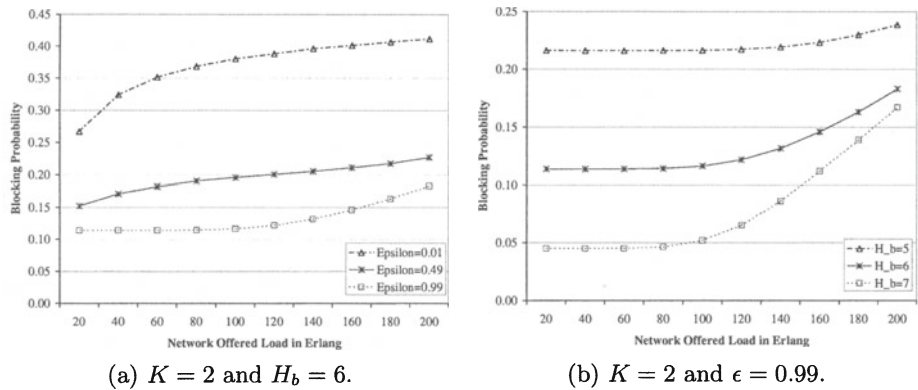 0.45
0.40
0.35
0.30
0.25
0.20
0.15
0.10
0.05
0.00
Blocking Probability
20 40 60 80 100 120 140 160 180 200
Network Offered Load in Erlang
Epsilon=0.01
Epsilon=0.49
Epsilon=0.99
(a) K = 2 and H_b = 6.
0.25
0.20
0.15
0.10
0.05
0.00
Blocking Probability
20 40 60 80 100 120 140 160 180 200
Network Offered Load in Erlang
H_b=5
H_b=6
H_b=7
(b) K = 2 and ϵ = 0.99.